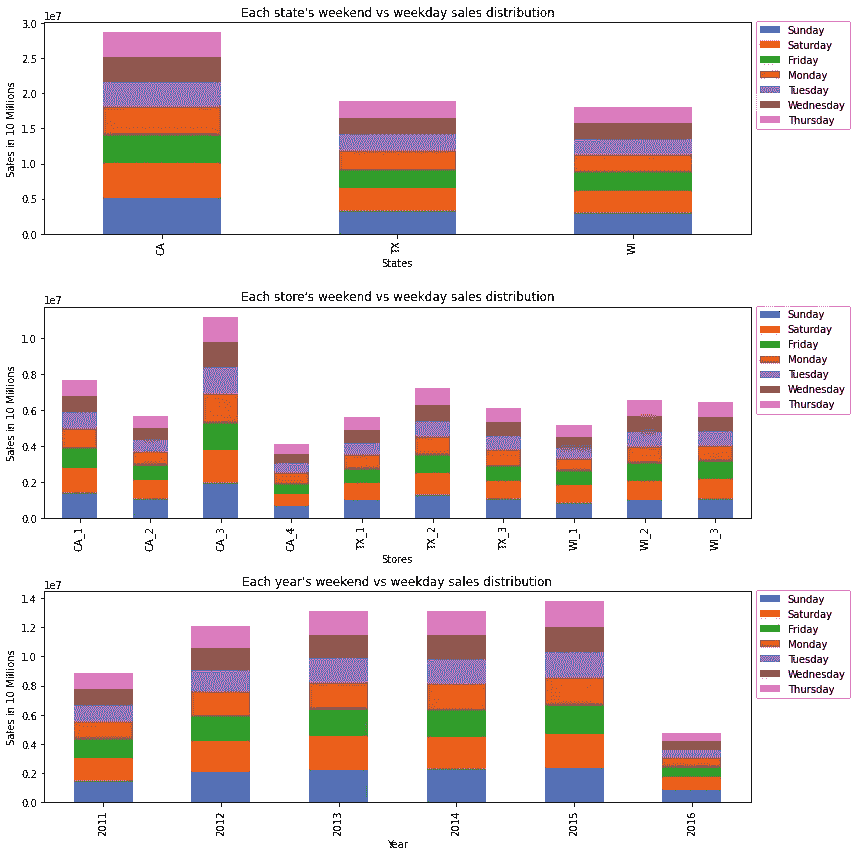 Each state's weekend vs weekday sales distribution
1e7
3.0
2.5
2.0
1.5
1.0
0.5
0.0
Sales in 10 Millions
CA
TX
WI
States
Sunday
Saturday
Friday
Monday
Tuesday
Wednesday
Thursday
Each store's weekend vs weekday sales distribution
1e7
1.0
0.8
0.6
0.4
0.2
0.0
Sales in 10 Millions
CA_1
CA_2
CA_3
CA_4
TX_1
TX_2
TX_3
WI_1
WI_2
WI_3
Stores
Sunday
Saturday
Friday
Monday
Tuesday
Wednesday
Thursday
Each year's weekend vs weekday sales distribution
1e7
1.4
1.2
1.0
0.8
0.6
0.4
0.2
0.0
Sales in 10 Millions
2011
2012
2013
2014
2015
2016
Year
Sunday
Saturday
Friday
Monday
Tuesday
Wednesday
Thursday